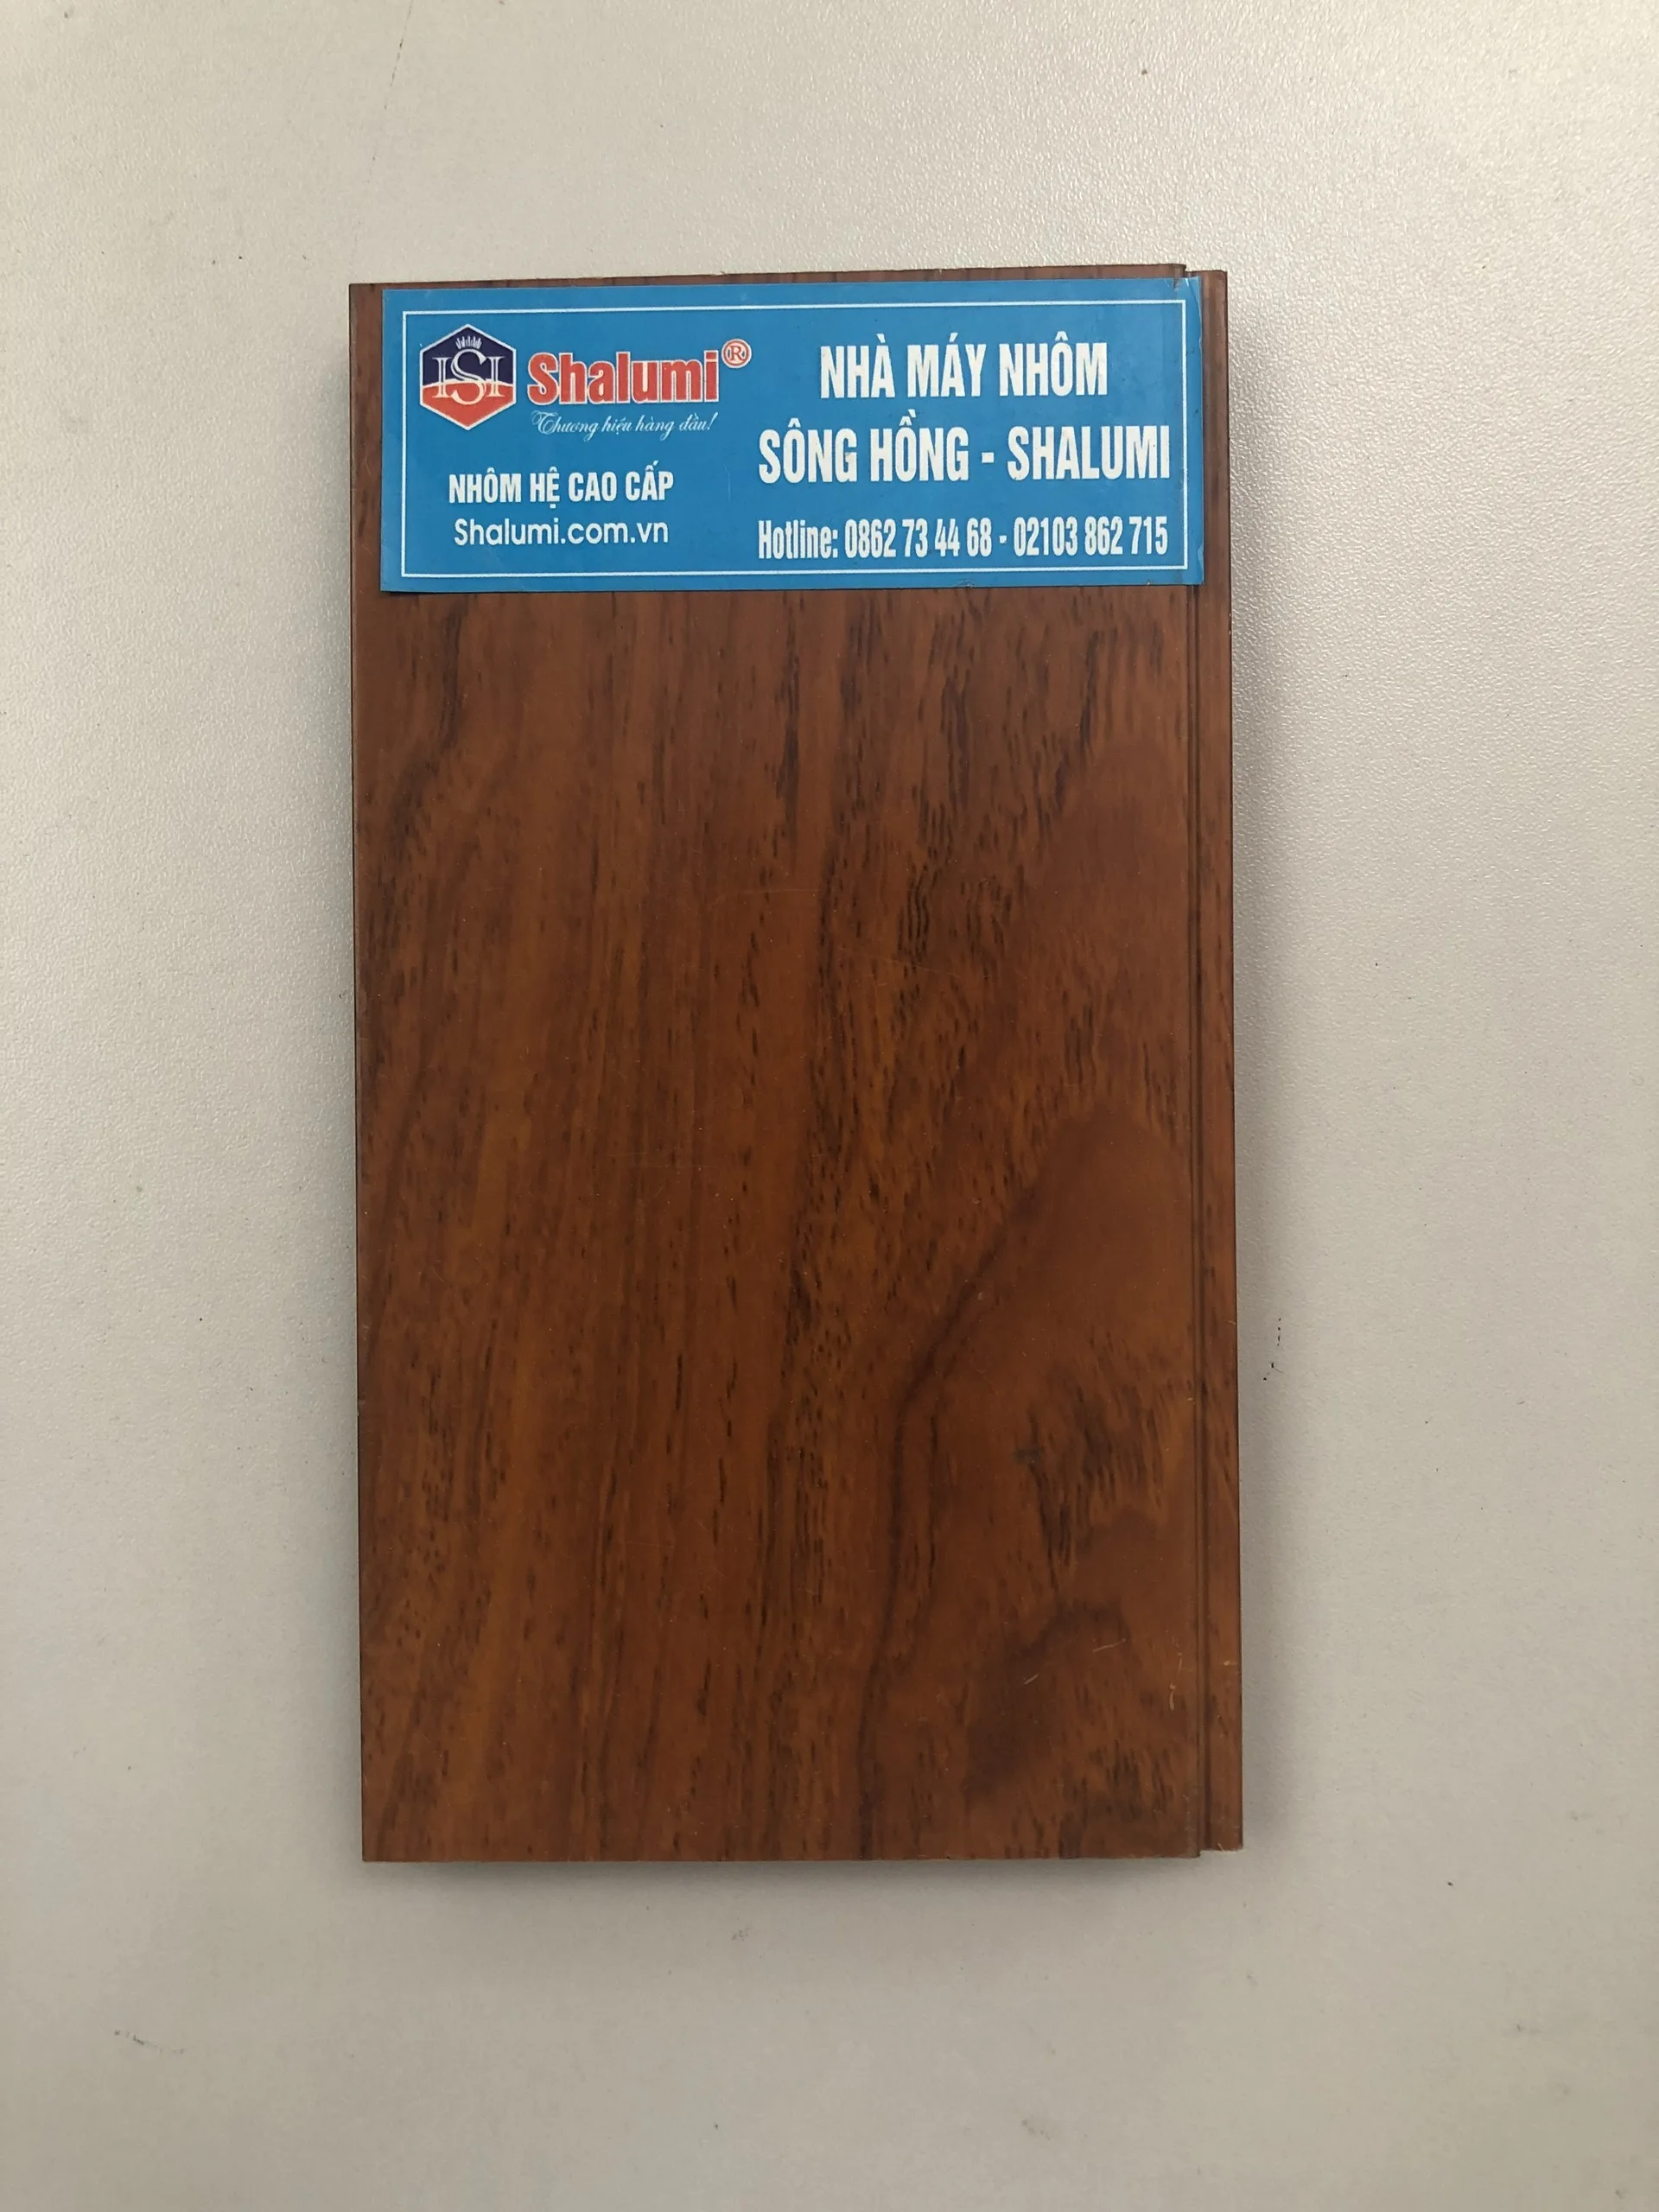 ISI
Shalumi®
Thương hiệu hàng đầu!
NHÔM HỆ CAO CẤP
Shalumi.com.vn
NHÀ MÁY NHÔM
SÔNG HỒNG - SHALUMI
Hotline: 0862 73 44 68 - 02103 862 715